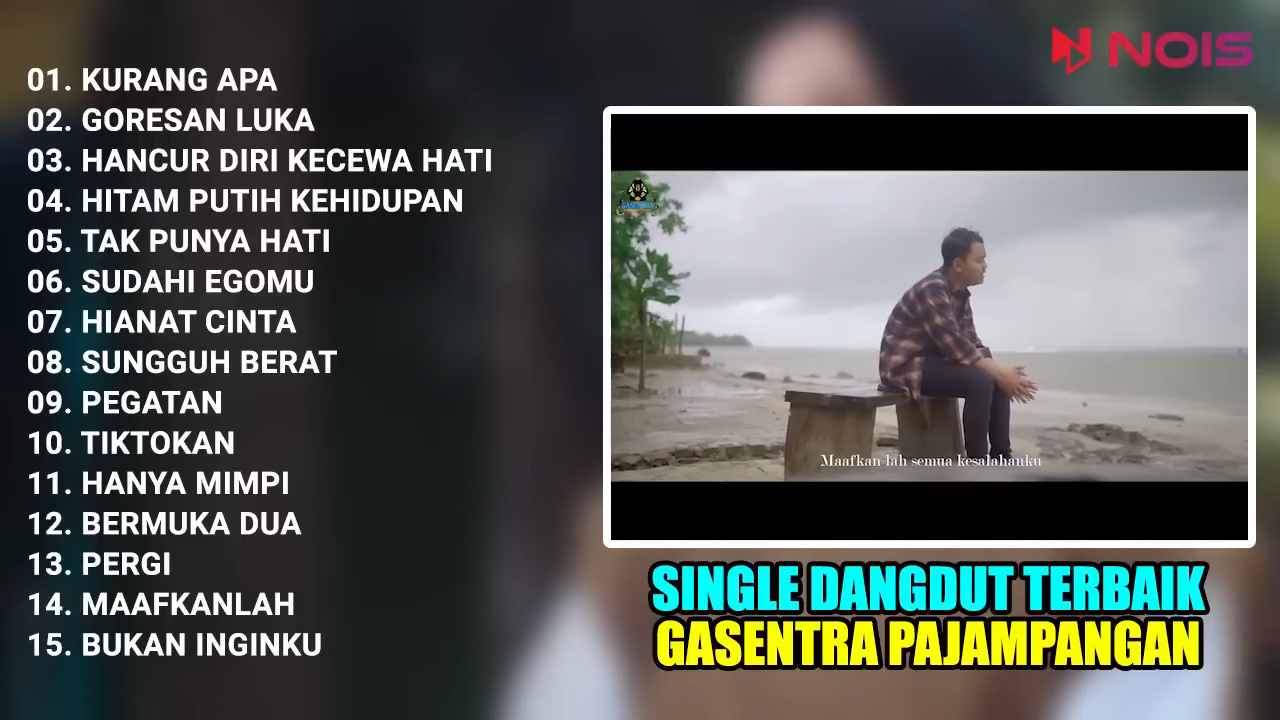 01. KURANG APA
02. GORESAN LUKA
03. HANCUR DIRI KECEWA HATI
04. HITAM PUTIH KEHIDUPAN
05. TAK PUNYA HATI
06. SUDAHI EGOMU
07. HIANAT CINTA
08. SUNGGUH BERAT
09. PEGATAN
10. TIKTOKAN
11. HANYA MIMPI
12. BERMUKA DUA
13. PERGI
14. MAAFKANLAH
15. BUKAN INGINKU
NOIS
Maafkan lah semua kesalahanku
SINGLE DANGDUT TERBAIK
GASENTRA PAJAMPANGAN